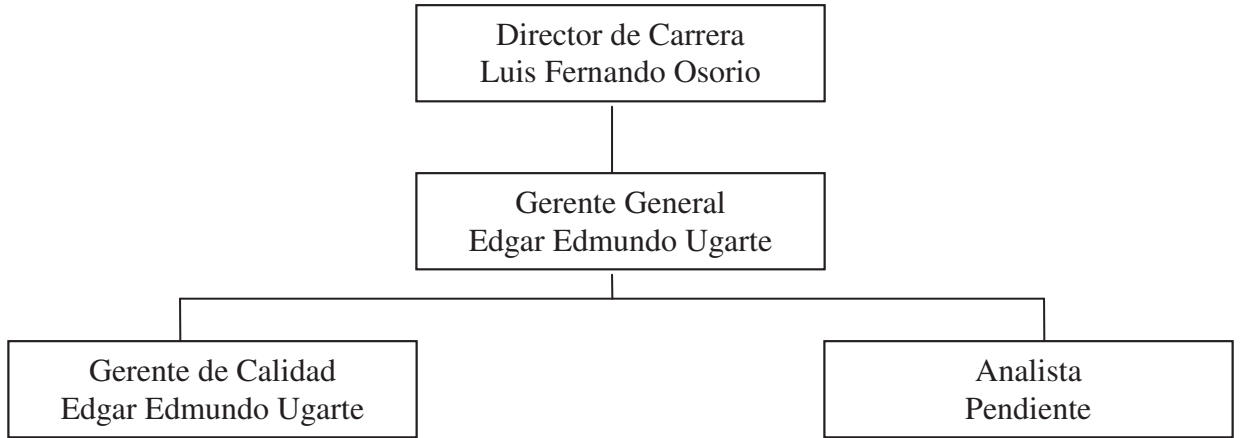 Director de Carrera
Luis Fernando Osorio
Gerente General
Edgar Edmundo Ugarte
Gerente de Calidad
Edgar Edmundo Ugarte
Analista
Pendiente